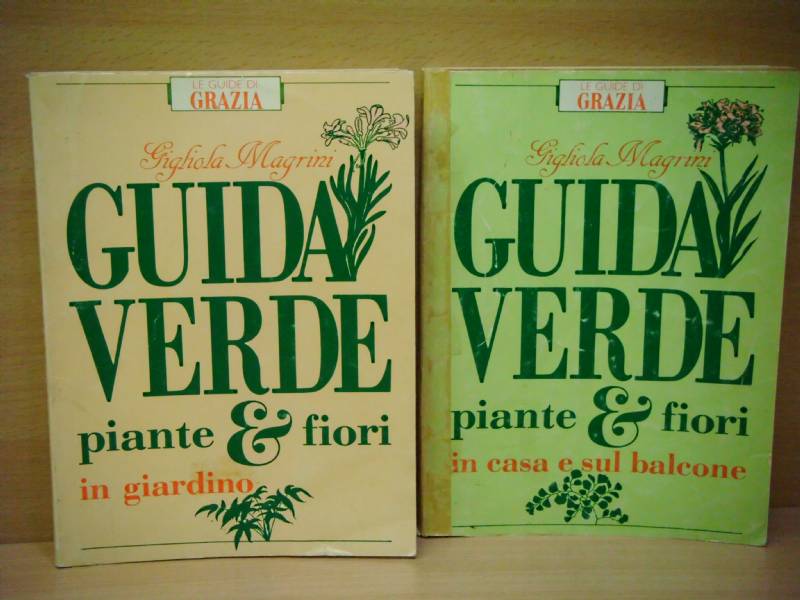 LE GUIDE DI
GRAZIA
Gigliola Magrini
GUIDA
VERDE
piante & fiori
in giardino
LE GUIDE DI
GRAZIA
Gigliola Magrini
GUIDA
VERDE
piante & fiori
in casa e sul balcone